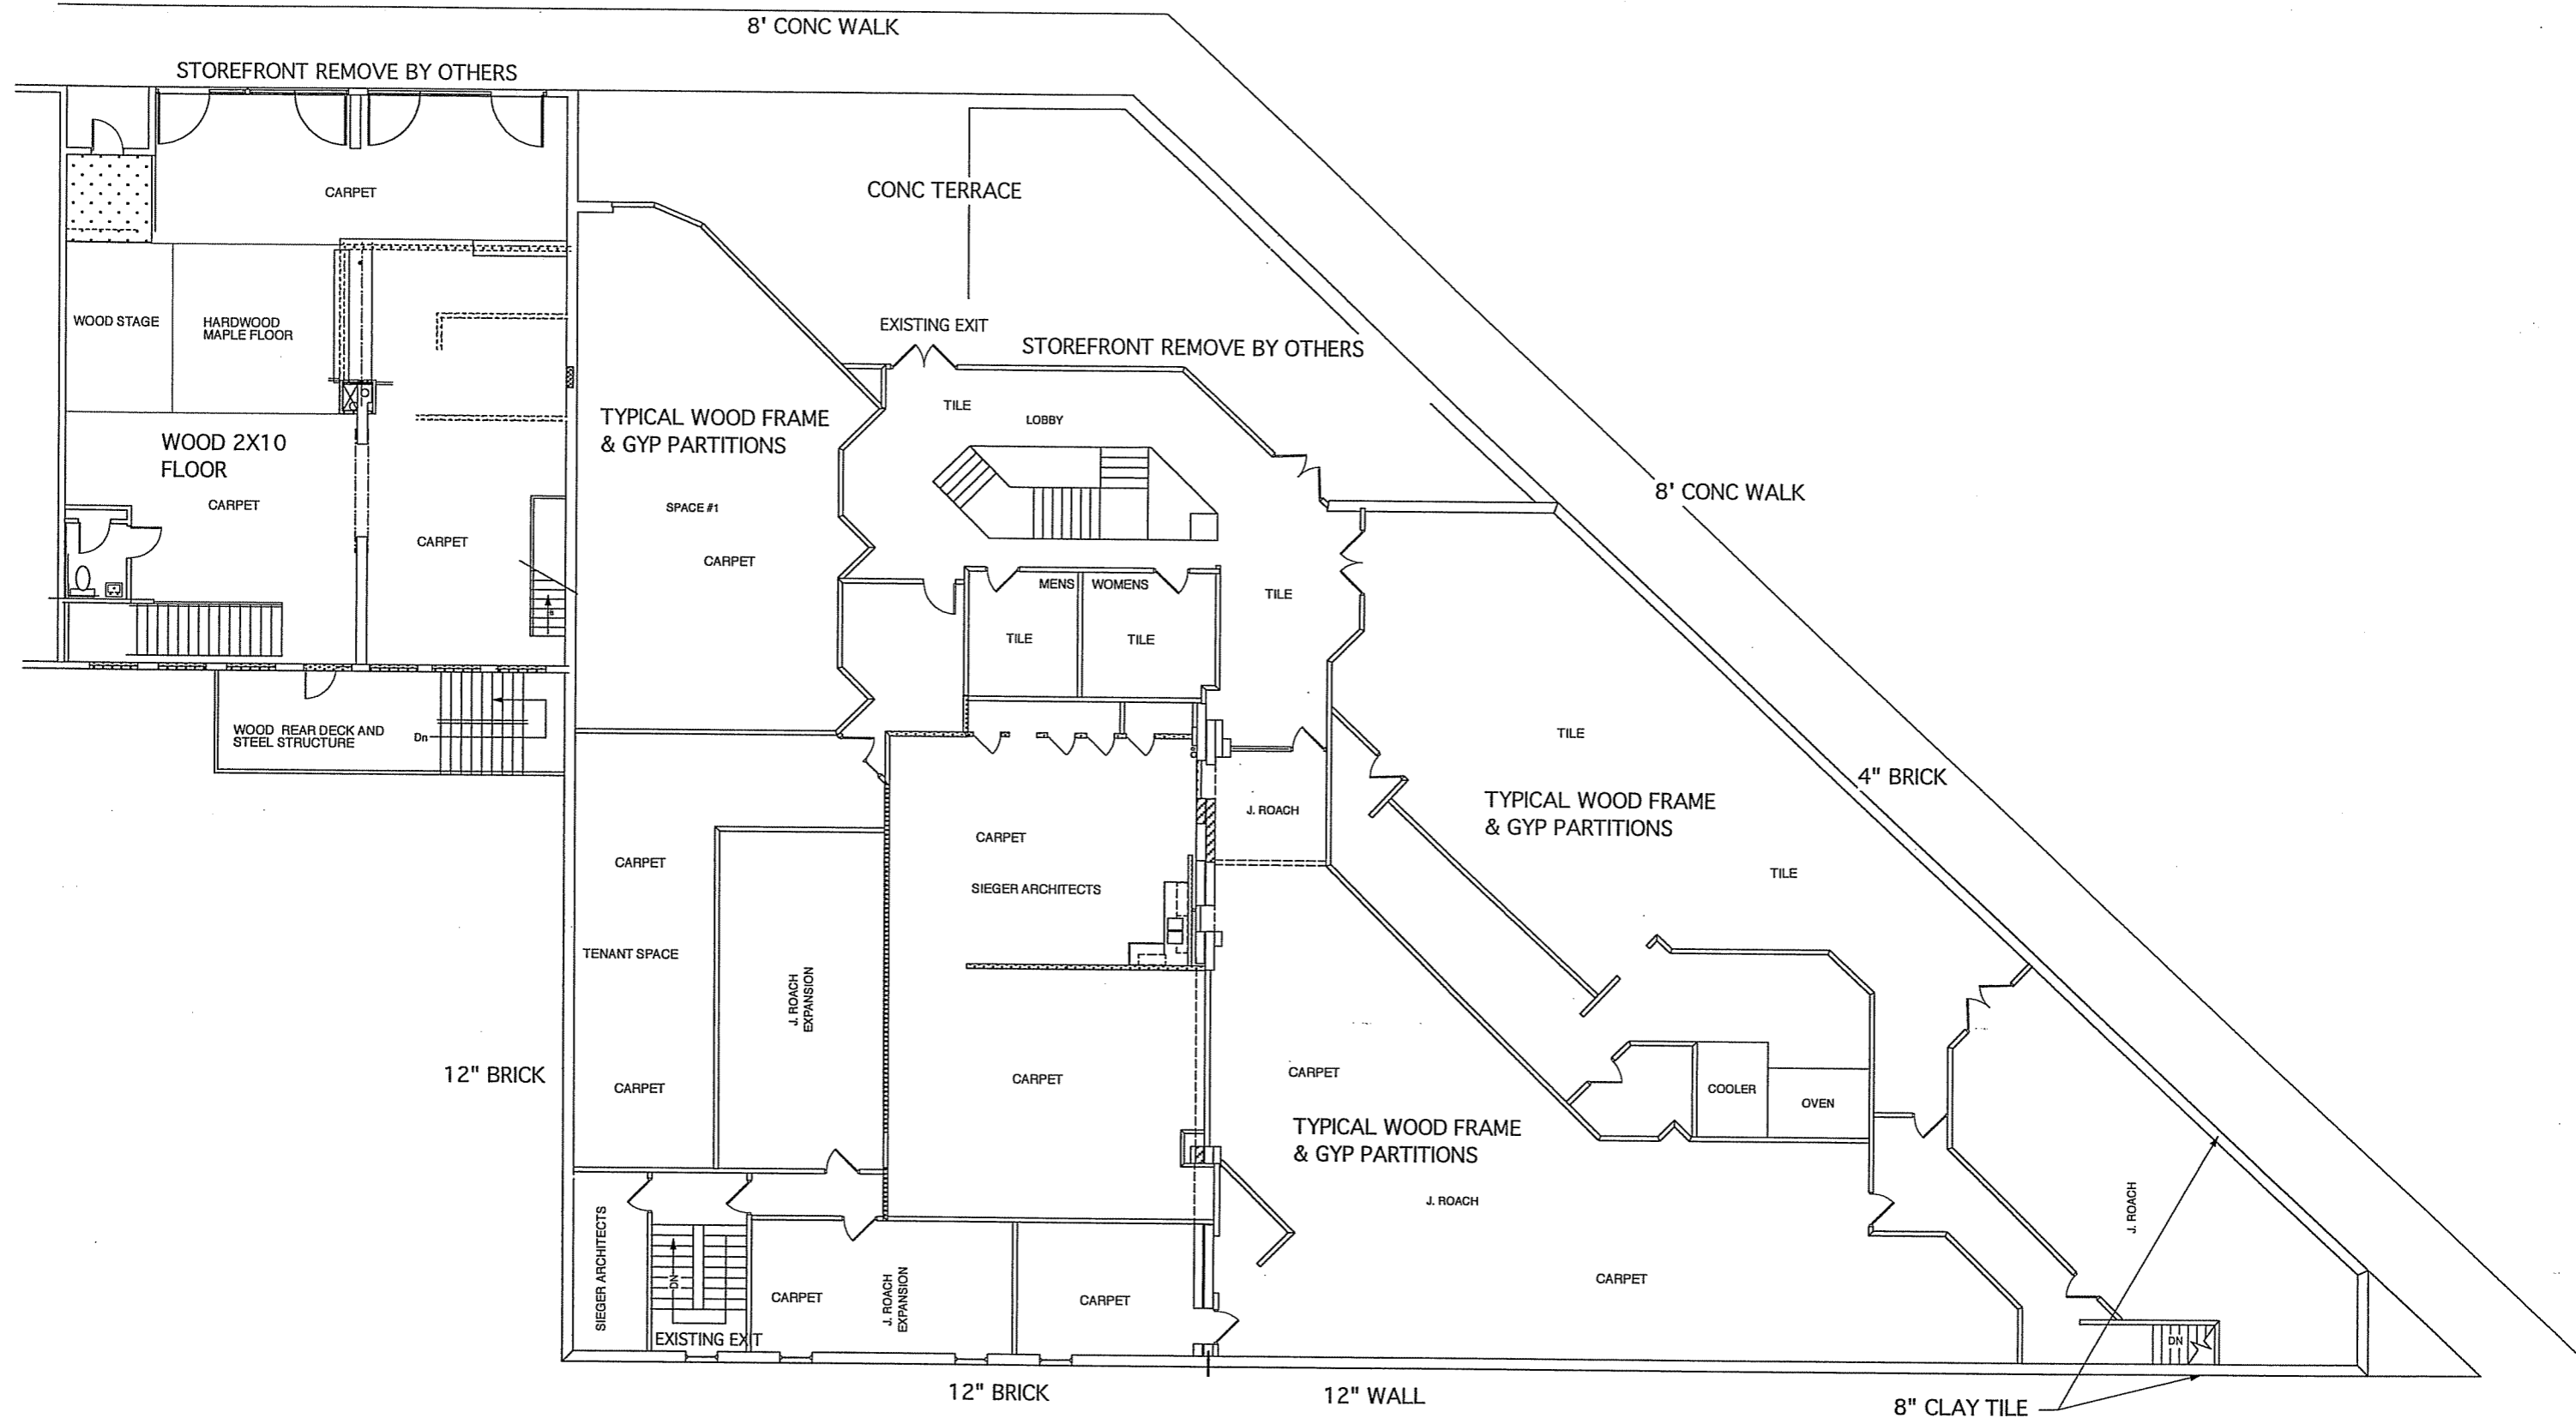 8' CONC WALK
STOREFRONT REMOVE BY OTHERS
CARPET
CONC TERRACE
WOOD STAGE
HARDWOOD
MAPLE FLOOR
EXISTING EXIT
STOREFRONT REMOVE BY OTHERS
TILE
LOBBY
TYPICAL WOOD FRAME
& GYP PARTITIONS
WOOD 2X10
FLOOR
CARPET
SPACE #1
8' CONC WALK
CARPET
CARPET
MENS
WOMENS
TILE
TILE
TILE
WOOD REAR DECK AND
STEEL STRUCTURE
Dn
TILE
4" BRICK
TYPICAL WOOD FRAME
& GYP PARTITIONS
J. ROACH
CARPET
CARPET
TILE
SIEGER ARCHITECTS
TENANT SPACE
J. ROACH
EXPANSION
12" BRICK
CARPET
CARPET
CARPET
COOLER
OVEN
TYPICAL WOOD FRAME
& GYP PARTITIONS
J. ROACH
J. ROACH
SIEGER ARCHITECTS
DN
CARPET
J. ROACH
EXPANSION
CARPET
CARPET
EXISTING EXIT
DN
12" BRICK
12" WALL
8" CLAY TILE